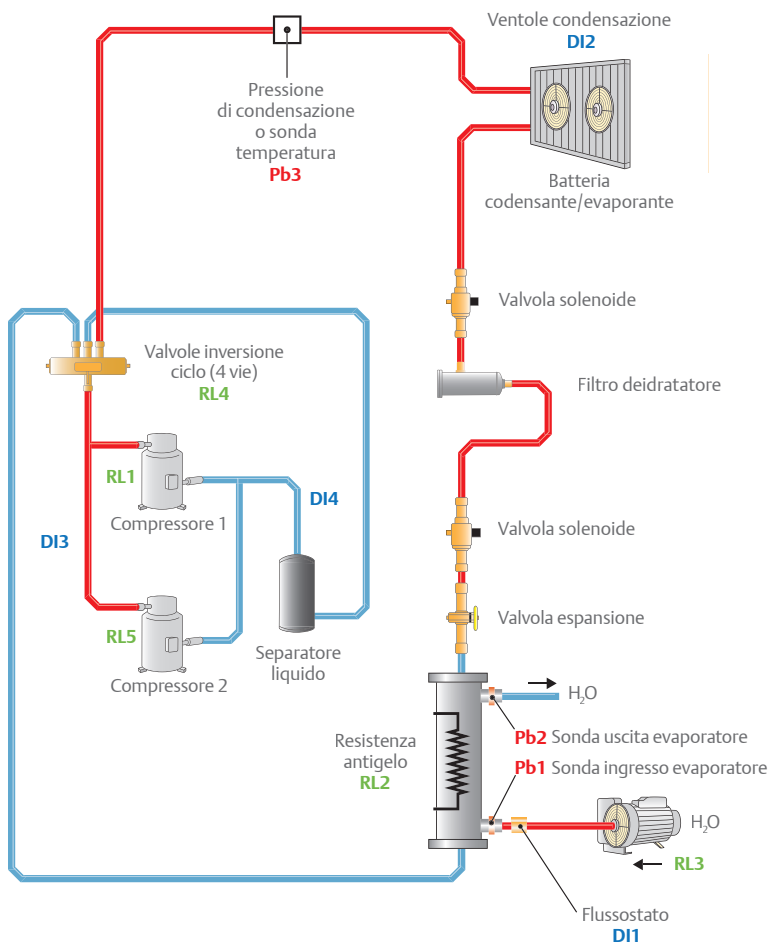 Ventole condensazione
DI2
Pressione
di condensazione
o sonda
temperatura
Pb3
Batteria
codensante/evaporante
Valvola solenoide
Valvole inversione
ciclo (4 vie)
RL4
Filtro deidratatore
RL1
Compressore 1
DI4
DI3
Valvola solenoide
Valvola espansione
RL5
Compressore 2
Separatore
liquido
H₂O
Resistenza
antigelo
RL2
Pb2 Sonda uscita evaporatore
Pb1 Sonda ingresso evaporatore
H₂O
RL3
Flussostato
DI1